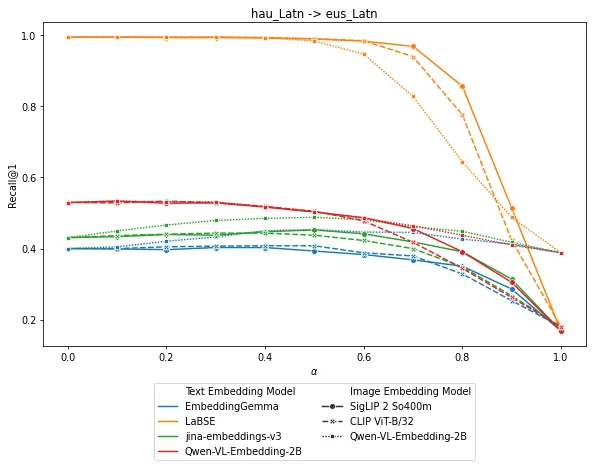 hau_Latn -> eus_Latn
Recall@1
1.0
0.8
0.6
0.4
0.2
0.0 0.2 0.4 0.6 0.8 1.0
α
Text Embedding Model Image Embedding Model
EmbeddingGemma SigLIP 2 So400m
LaBSE CLIP ViT-B/32
jina-embeddings-v3 Qwen-VL-Embedding-2B
Qwen-VL-Embedding-2B